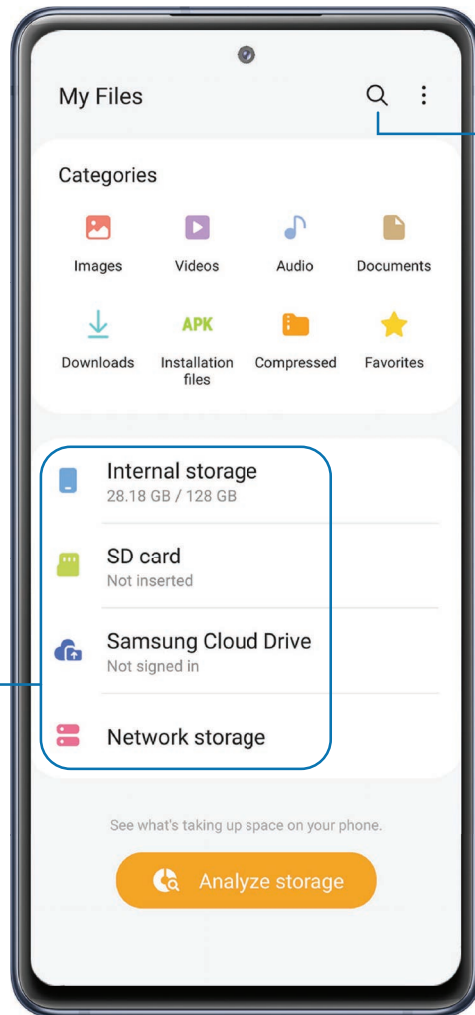 My Files
Categories
Images Videos Audio Documents
APK
Downloads Installation files Compressed Favorites
Internal storage
28.18 GB / 128 GB
SD card
Not inserted
Samsung Cloud Drive
Not signed in
Network storage
See what's taking up space on your phone.
Analyze storage